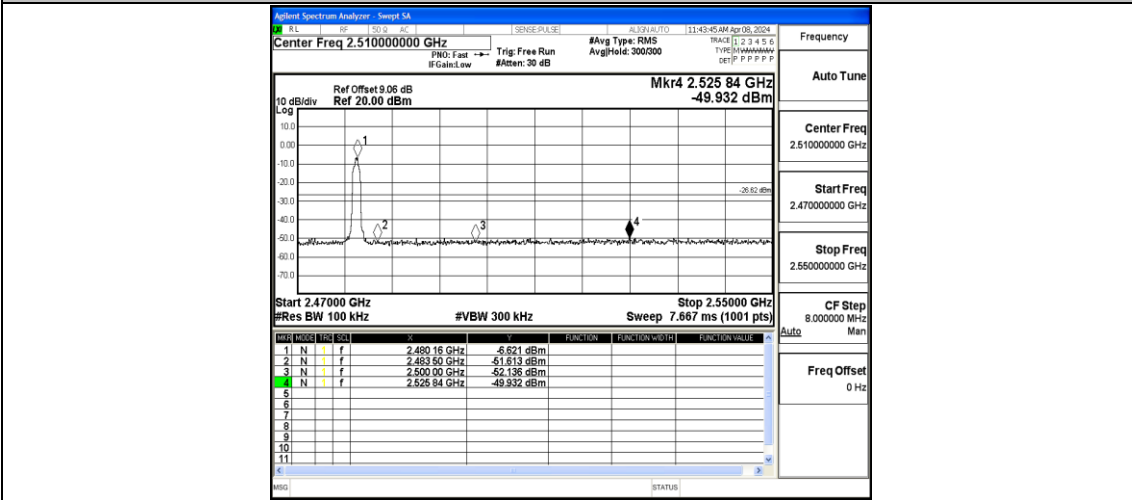 Agilent Spectrum Analyzer - Swept SA
RL RF 50 Ω AC SENSE:PULSE ALIGN AUTO 11:43:45 AM Apr 08, 2024
Center Freq 2.510000000 GHz
PNO: Fast
IFGain:Low
Trig: Free Run
#Atten: 30 dB
#Avg Type: RMS
Avg|Hold: 300/300
TRACE 1 2 3 4 5 6
TYPE MWWWWW
DET P P P P P P
Mkr4 2.525 84 GHz
-49.932 dBm
Ref Offset 9.06 dB
10 dB/div Ref 20.00 dBm
Log
10.0
0.00
-10.0
-20.0
-30.0
-40.0
-50.0
-60.0
-70.0
1
2
3
4
-26.62 dBm
Start 2.47000 GHz Stop 2.55000 GHz
#Res BW 100 kHz #VBW 300 kHz Sweep 7.667 ms (1001 pts)
MKR MODE TRC SCL X Y FUNCTION FUNCTION WIDTH FUNCTION VALUE
1 N 1 f 2.480 16 GHz -6.621 dBm
2 N 1 f 2.483 50 GHz -51.613 dBm
3 N 1 f 2.500 00 GHz -52.136 dBm
4 N 1 f 2.525 84 GHz -49.932 dBm
5
6
7
8
9
10
11
MSG STATUS
Frequency
Auto Tune
Center Freq
2.510000000 GHz
Start Freq
2.470000000 GHz
Stop Freq
2.550000000 GHz
CF Step
8.000000 MHz
Auto Man
Freq Offset
0 Hz